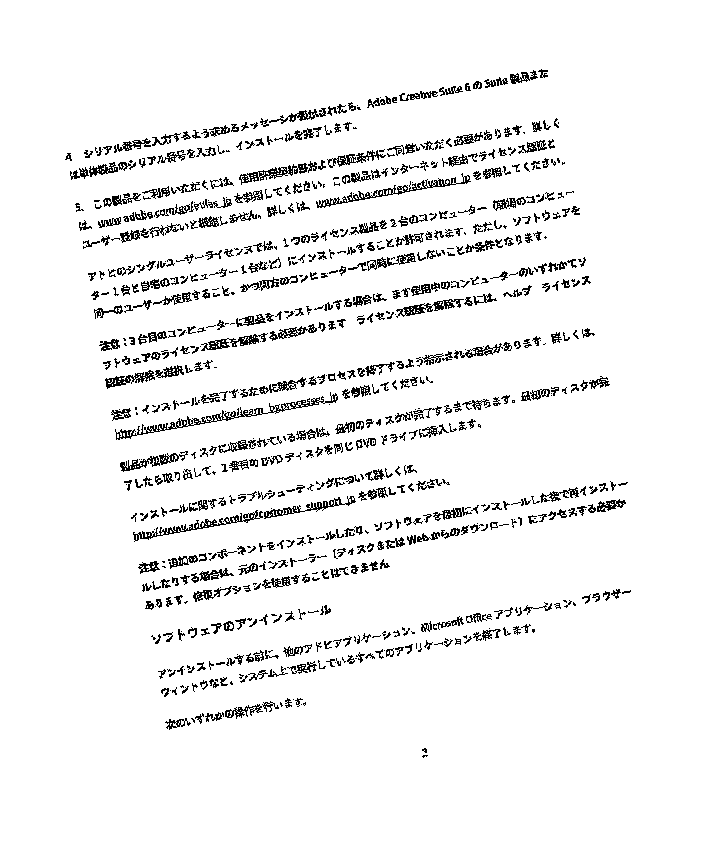 4. シリアル番号を入力するよう求めるメッセージが表示されたら、Adobe Creative Suite 6 の Suite 製品また
は単体製品のシリアル番号を入力し、インストールを完了します。
5. この製品をご利用いただくには、使用許諾契約書および保証条件にご同意いただく必要があります。詳しく
は、www.adobe.com/go/eulas_jp を参照してください。この製品はインターネット経由でライセンス認証と
ユーザー登録を行わないと機能しません。詳しくは、www.adobe.com/go/activation_jp を参照してください。
アドビのシングルユーザーライセンスでは、1 つのライセンス製品を 2 台のコンピューター（職場のコンピュー
ター 1 台と自宅のコンピューター 1 台など）にインストールすることが許可されます。ただし、ソフトウェアを
同一のユーザーが使用すること、かつ両方のコンピューターで同時に使用しないことが条件となります。
注意：3 台目のコンピューターに製品をインストールする場合は、まず使用中のコンピューターのいずれかでソ
フトウェアのライセンス認証を解除する必要があります ライセンス認証を解除するには、ヘルプ ライセンス
認証の解除を選択します。
注意：インストールを完了するために競合するプロセスを終了するよう指示される場合があります。詳しくは、
http://www.adobe.com/go/learn_bgprocesses_jp を参照してください。
製品が複数のディスクに収録されている場合は、最初のディスクが完了するまで待ちます。最初のディスクが完
了したら取り出して、2 番目の DVD ディスクを同じ DVD ドライブに挿入します。
インストールに関するトラブルシューティングについて詳しくは、
http://www.adobe.com/go/customer_support_jp を参照してください。
注意：追加のコンポーネントをインストールしたり、ソフトウェアを最初にインストールした後で再インストー
ルしたりする場合は、元のインストーラー（ディスクまたは Web からのダウンロード）にアクセスする必要が
あります。修復オプションを使用することはできません
ソフトウェアのアンインストール
アンインストールする前に、他のアドビアプリケーション、Microsoft Office アプリケーション、ブラウザー
ウィンドウなど、システム上で実行しているすべてのアプリケーションを終了します。
次のいずれかの操作を行います。
2